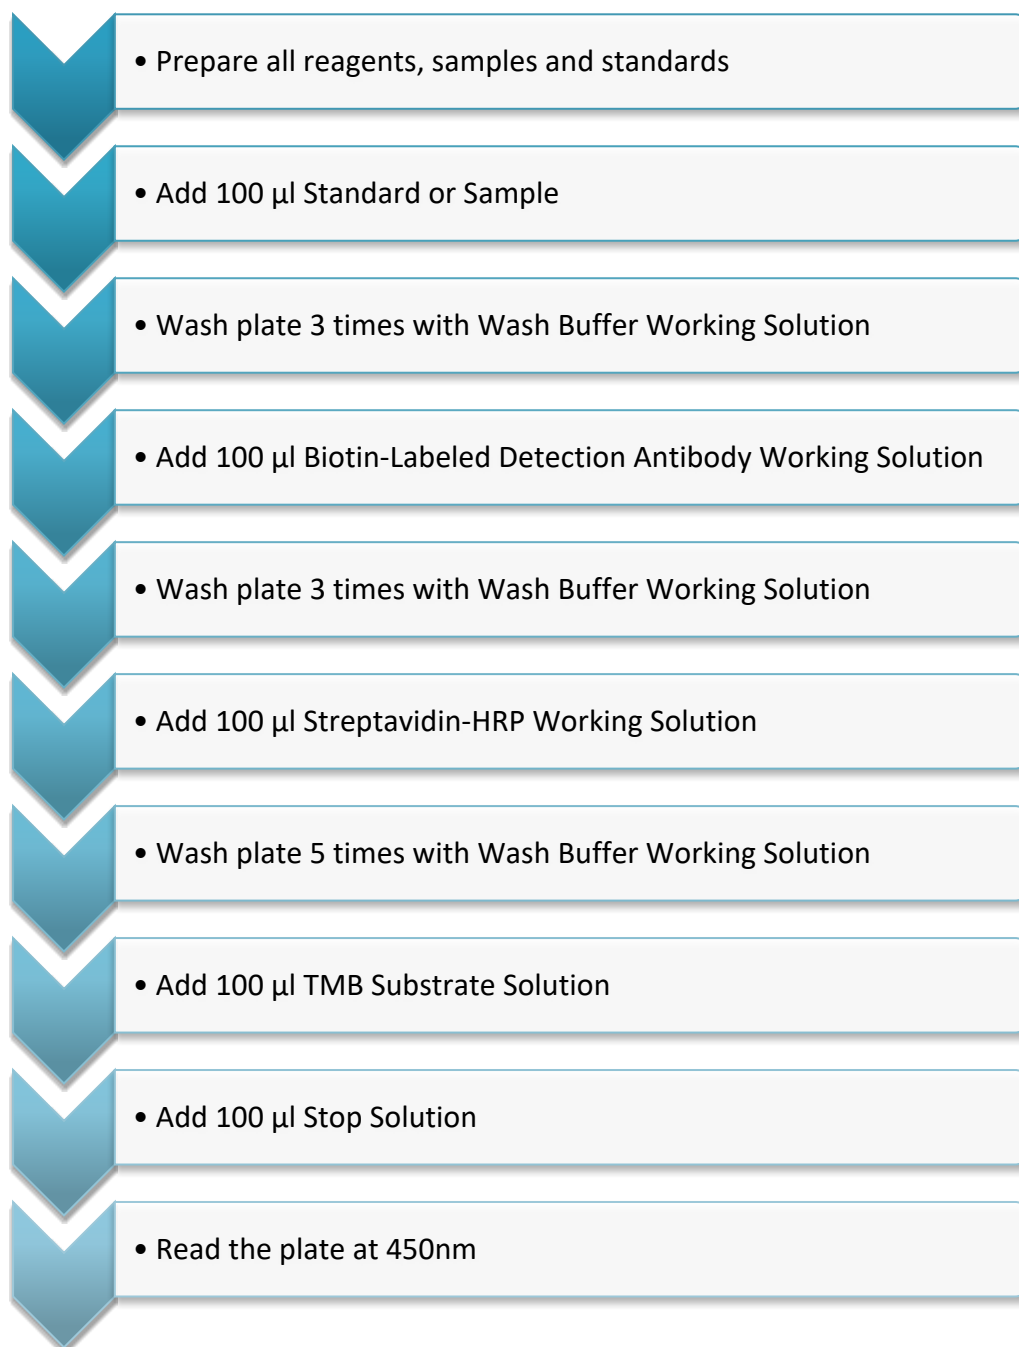 • Prepare all reagents, samples and standards
• Add 100 µl Standard or Sample
• Wash plate 3 times with Wash Buffer Working Solution
• Add 100 µl Biotin-Labeled Detection Antibody Working Solution
• Wash plate 3 times with Wash Buffer Working Solution
• Add 100 µl Streptavidin-HRP Working Solution
• Wash plate 5 times with Wash Buffer Working Solution
• Add 100 µl TMB Substrate Solution
• Add 100 µl Stop Solution
• Read the plate at 450nm